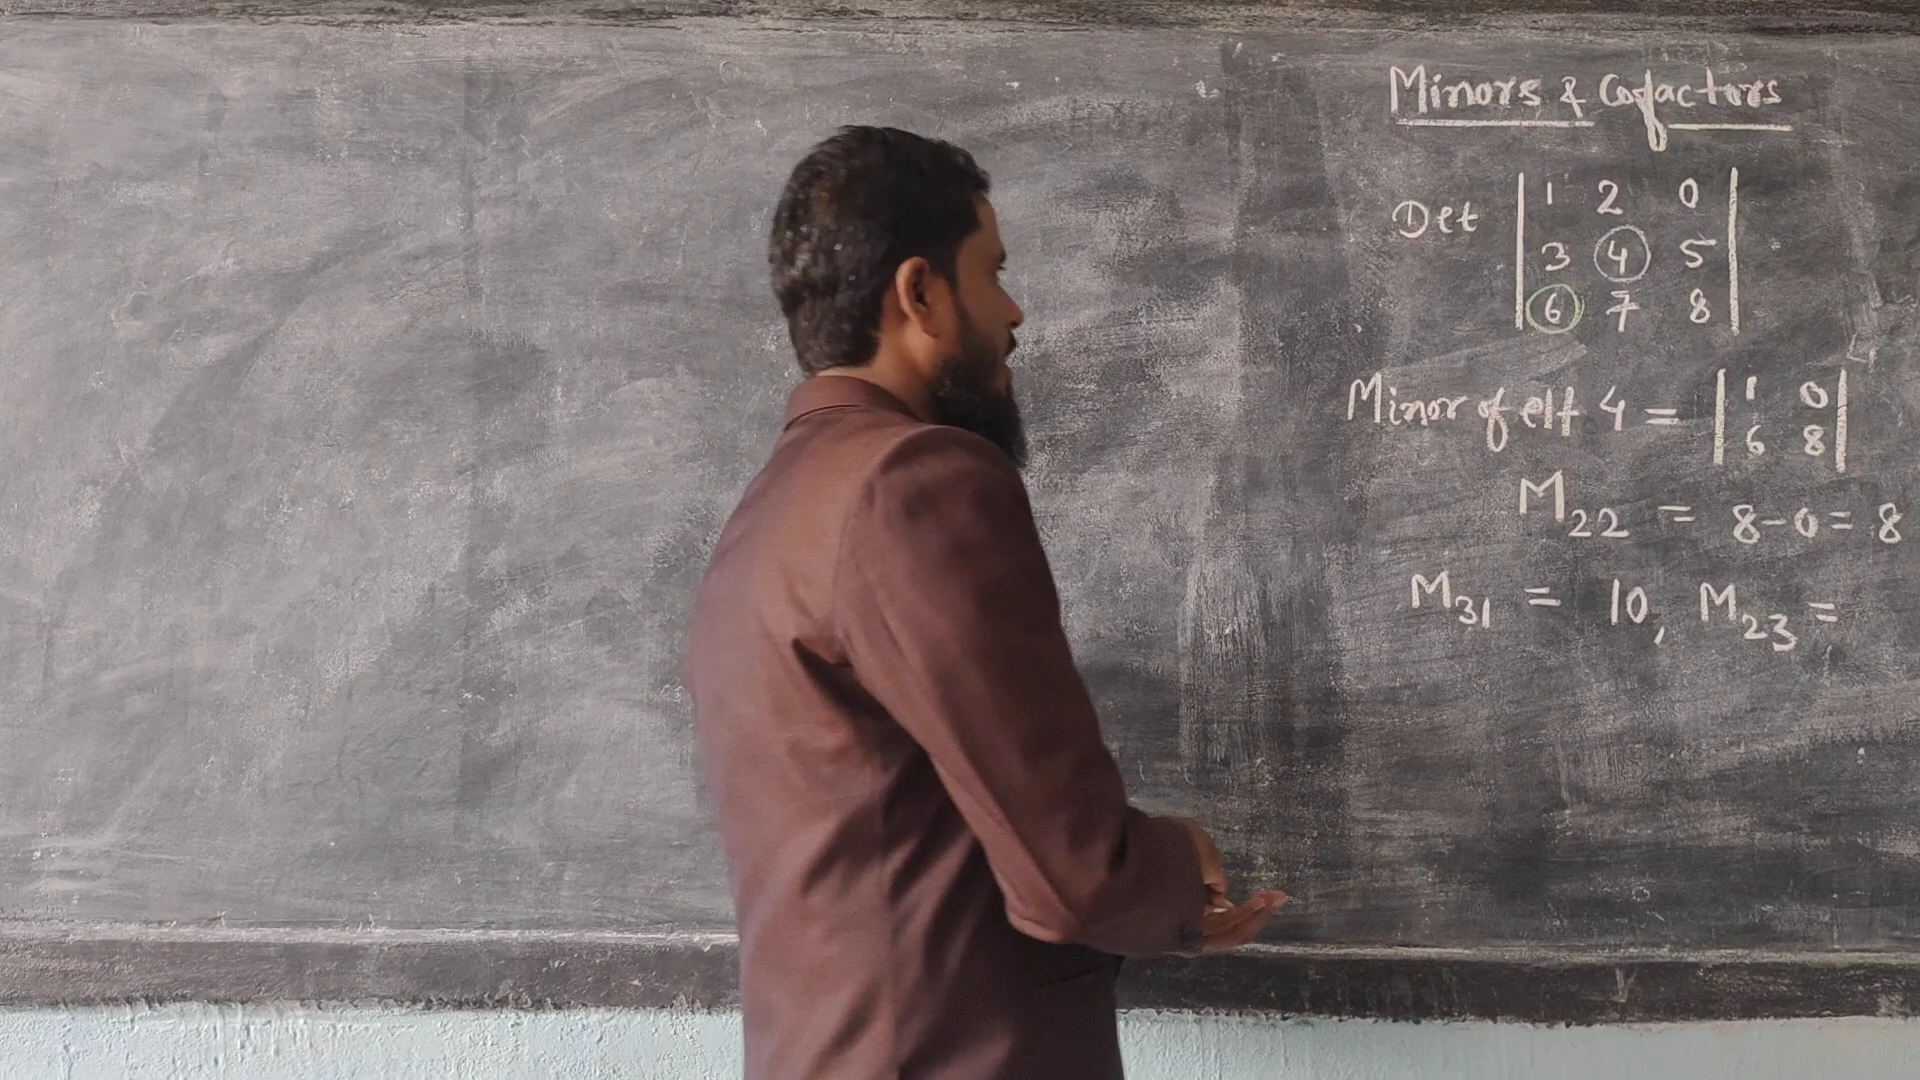 Minors & Cofactors
Det | 1 2 0 |
| 3 4 5 |
| 6 7 8 |
Minor of elt 4 = | 1 0 |
| 6 8 |
M22 = 8-0 = 8
M31 = 10, M23 =